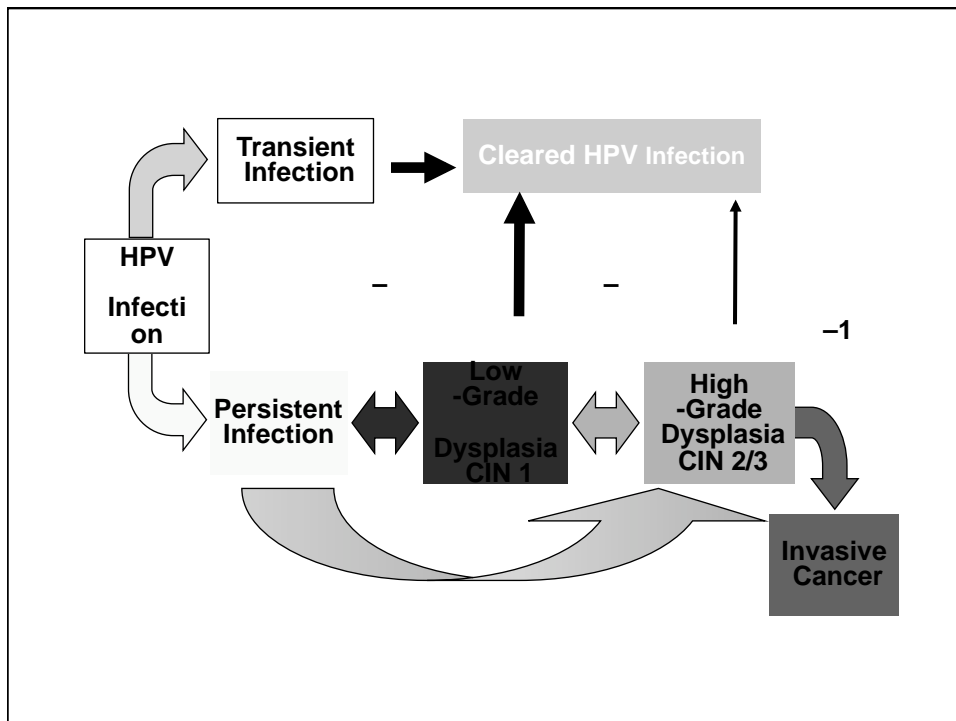 Transient
Infection
Cleared HPV Infection
HPV
Infecti
on
–
–
–1
Persistent
Infection
Low
-Grade
Dysplasia
CIN 1
High
-Grade
Dysplasia
CIN 2/3
Invasive
Cancer